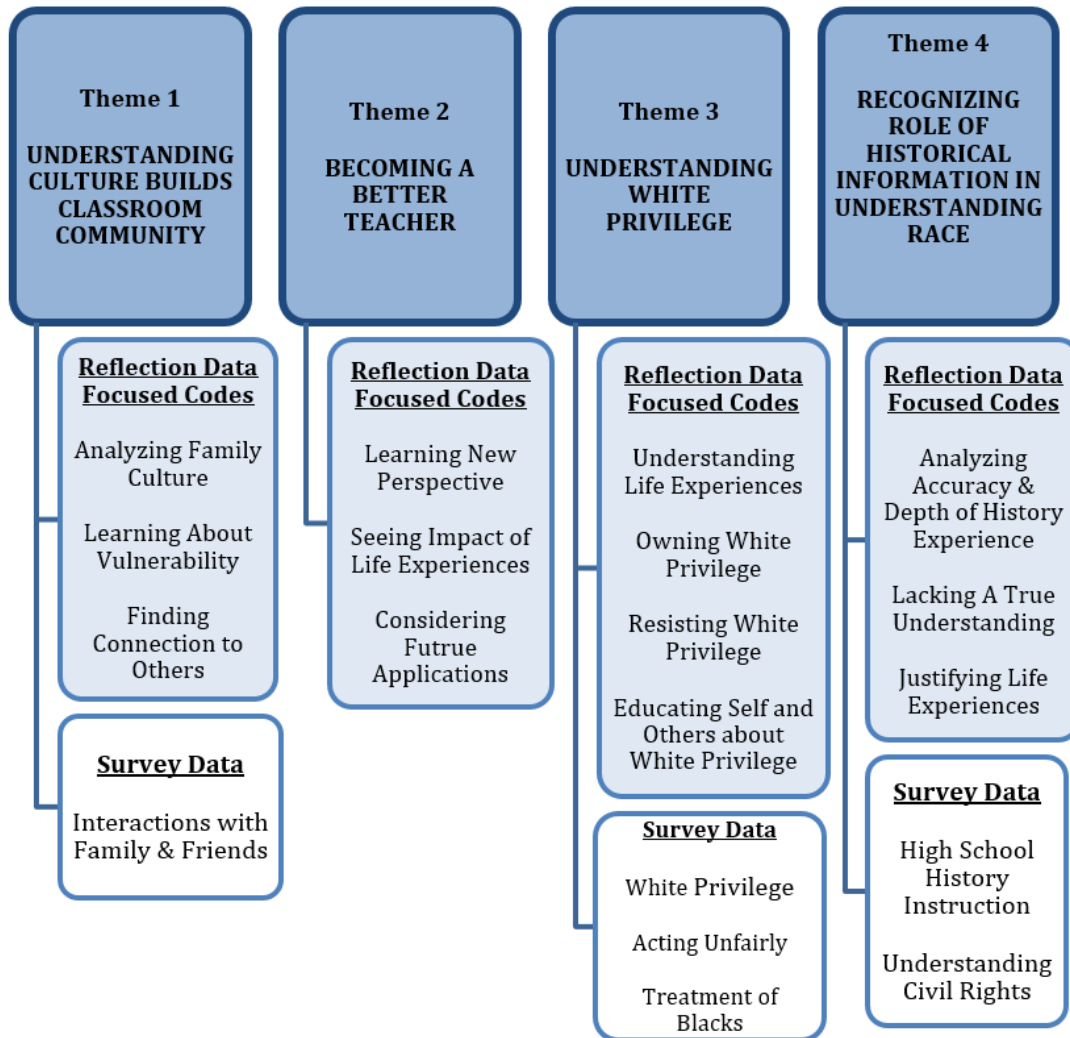 Theme 1
UNDERSTANDING
CULTURE BUILDS
CLASSROOM
COMMUNITY
Reflection Data
Focused Codes
Analyzing Family
Culture
Learning About
Vulnerability
Finding
Connection to
Others
Survey Data
Interactions with
Family & Friends
Theme 2
BECOMING A
BETTER
TEACHER
Reflection Data
Focused Codes
Learning New
Perspective
Seeing Impact of
Life Experiences
Considering
Futrue
Applications
Theme 3
UNDERSTANDING
WHITE
PRIVILEGE
Reflection Data
Focused Codes
Understanding
Life Experiences
Owning White
Privilege
Resisting White
Privilege
Educating Self and
Others about
White Privilege
Survey Data
White Privilege
Acting Unfairly
Treatment of
Blacks
Theme 4
RECOGNIZING
ROLE OF
HISTORICAL
INFORMATION IN
UNDERSTANDING
RACE
Reflection Data
Focused Codes
Analyzing
Accuracy &
Depth of History
Experience
Lacking A True
Understanding
Justifying Life
Experiences
Survey Data
High School
History
Instruction
Understanding
Civil Rights